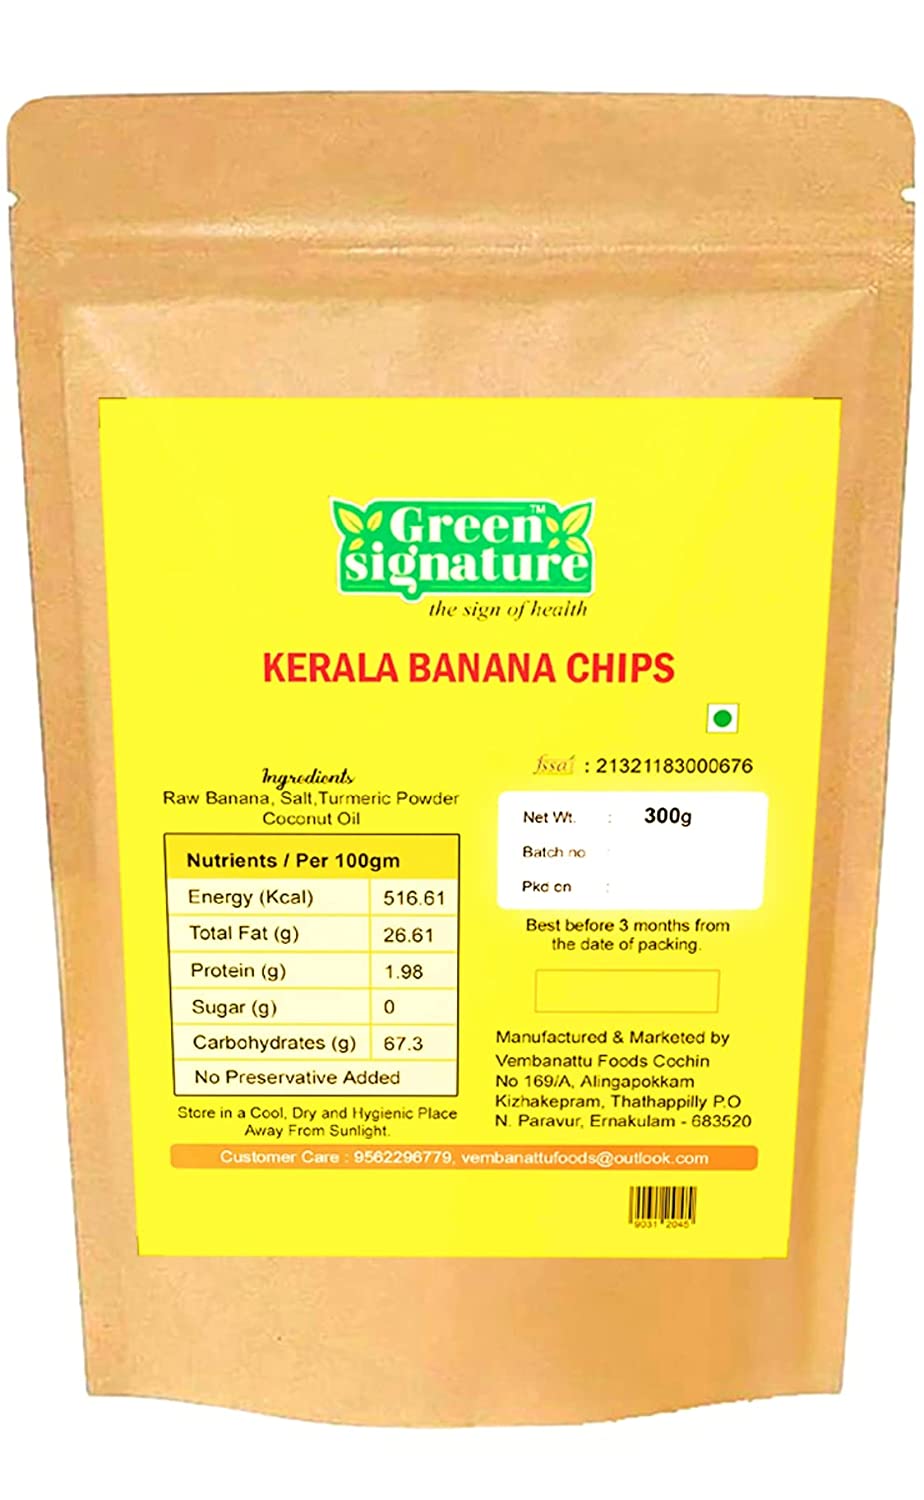 Green™
signature
the sign of health
KERALA BANANA CHIPS
fssai : 21321183000676
Ingredients
Raw Banana, Salt,Turmeric Powder
Coconut Oil
Nutrients / Per 100gm
Energy (Kcal) 516.61
Total Fat (g) 26.61
Protein (g) 1.98
Sugar (g) 0
Carbohydrates (g) 67.3
No Preservative Added
Store in a Cool, Dry and Hygienic Place
Away From Sunlight.
Net Wt. : 300g
Batch no :
Pkd on :
Best before 3 months from
the date of packing.
Manufactured & Marketed by
Vembanattu Foods Cochin
No 169/A, Alingapokkam
Kizhakepram, Thathappilly P.O
N. Paravur, Ernakulam - 683520
Customer Care : 9562296779, vembanattufoods@outlook.com
9031 2045